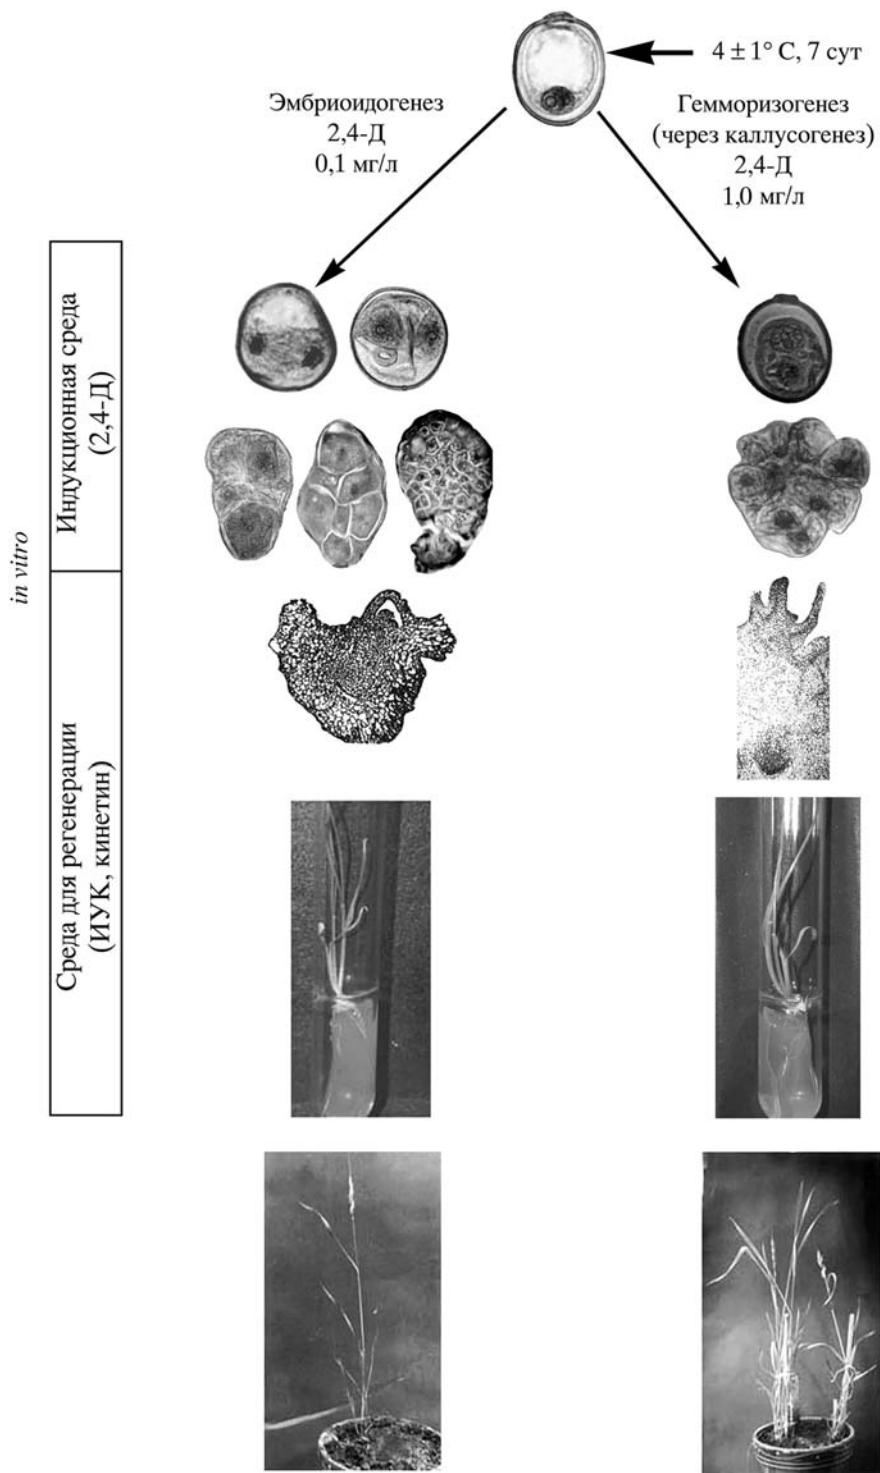 4 ± 1° C, 7 сут
Эмбриоидогенез
2,4-Д
0,1 мг/л
Гемморизогенез
(через каллусогенез)
2,4-Д
1,0 мг/л
in vitro
Индукционная среда
(2,4-Д)
Среда для регенерации
(ИУК, кинетин)